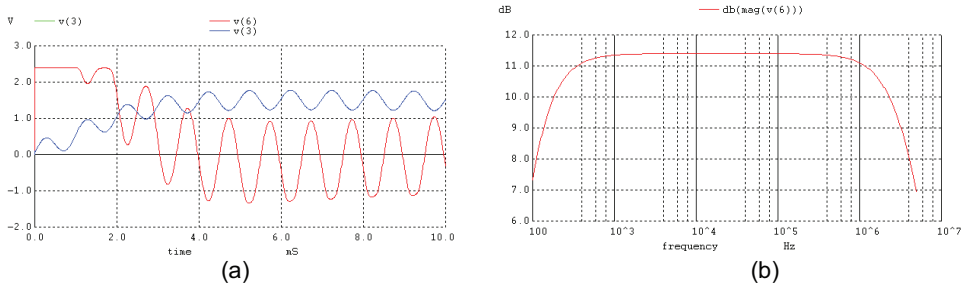 V
v(3)
v(6)
v(3)
3.0
2.0
1.0
0.0
-1.0
-2.0
0.0 2.0 4.0 6.0 8.0 10.0
time mS
(a)
dB
db(mag(v(6)))
12.0
11.0
10.0
9.0
8.0
7.0
6.0
100 10^3 10^4 10^5 10^6 10^7
frequency Hz
(b)